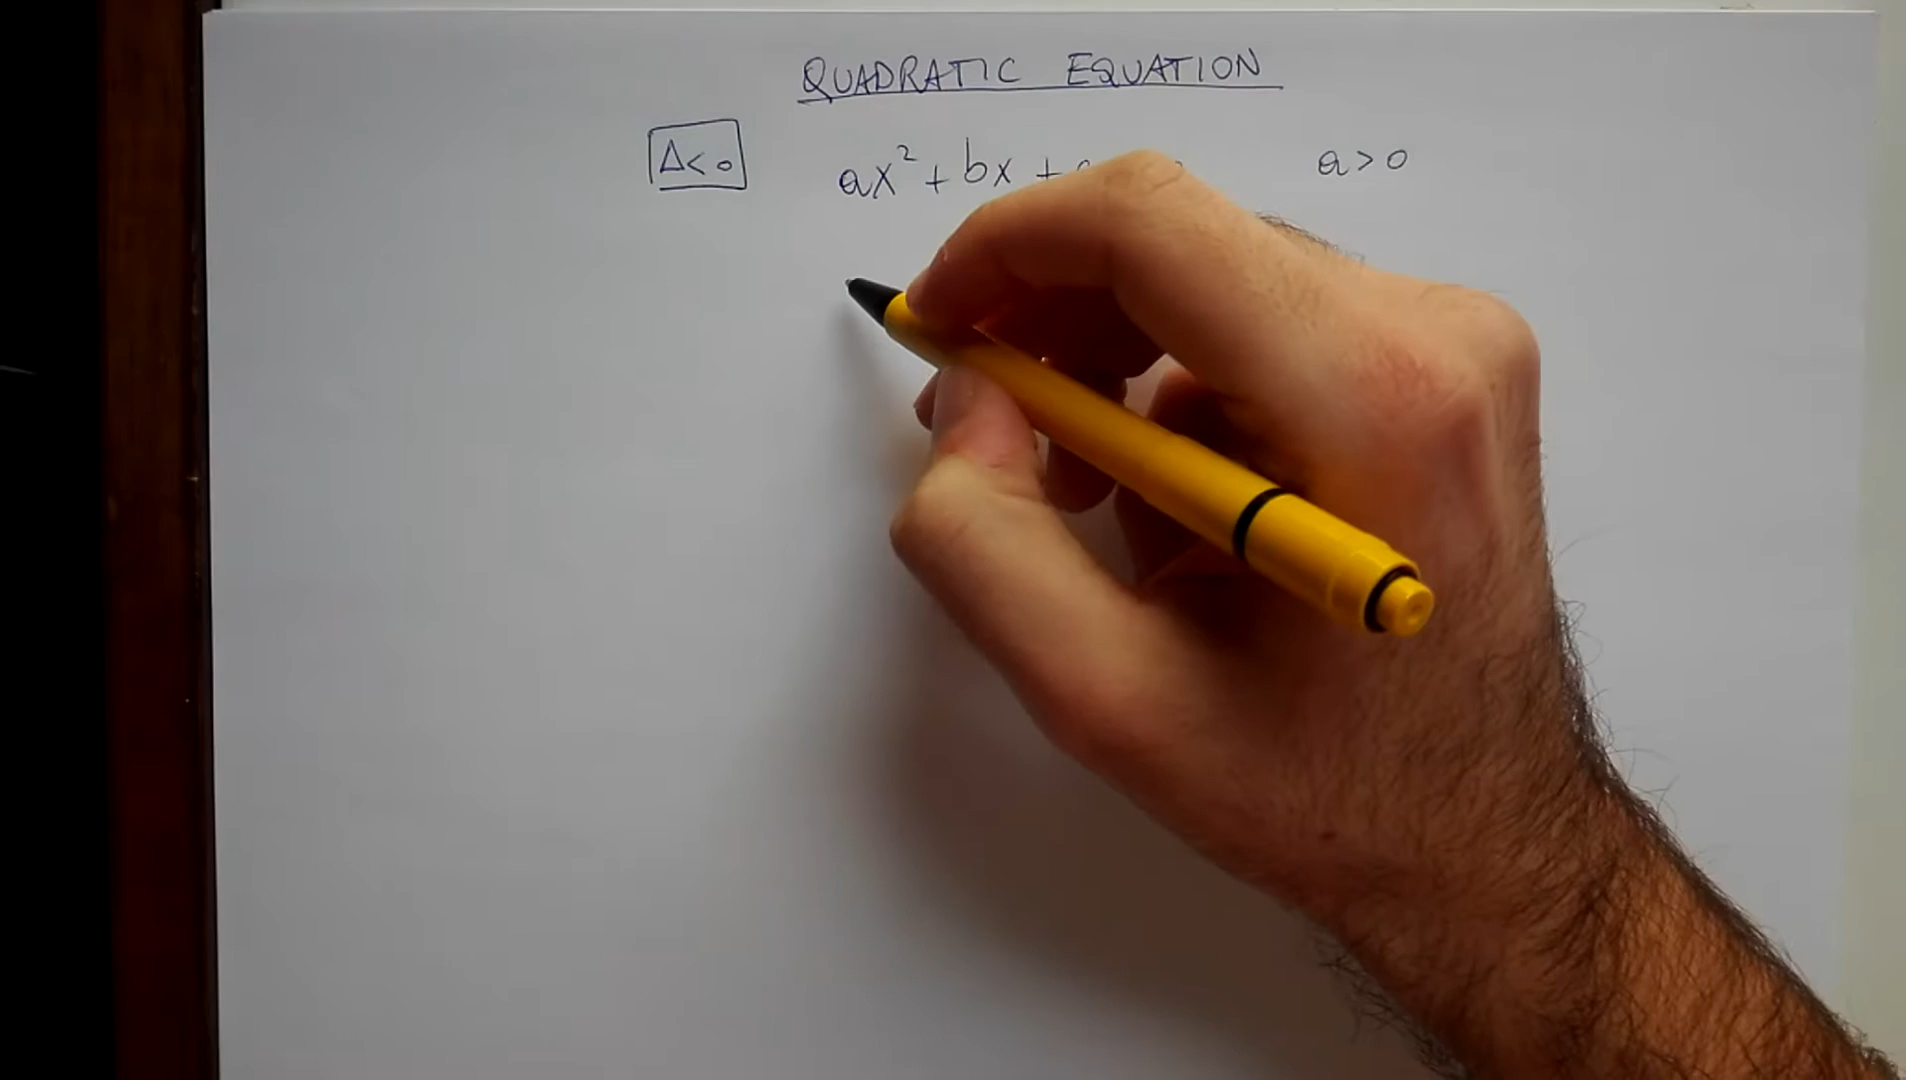 QUADRATIC EQUATION
Δ<0 ax² + bx + a>0